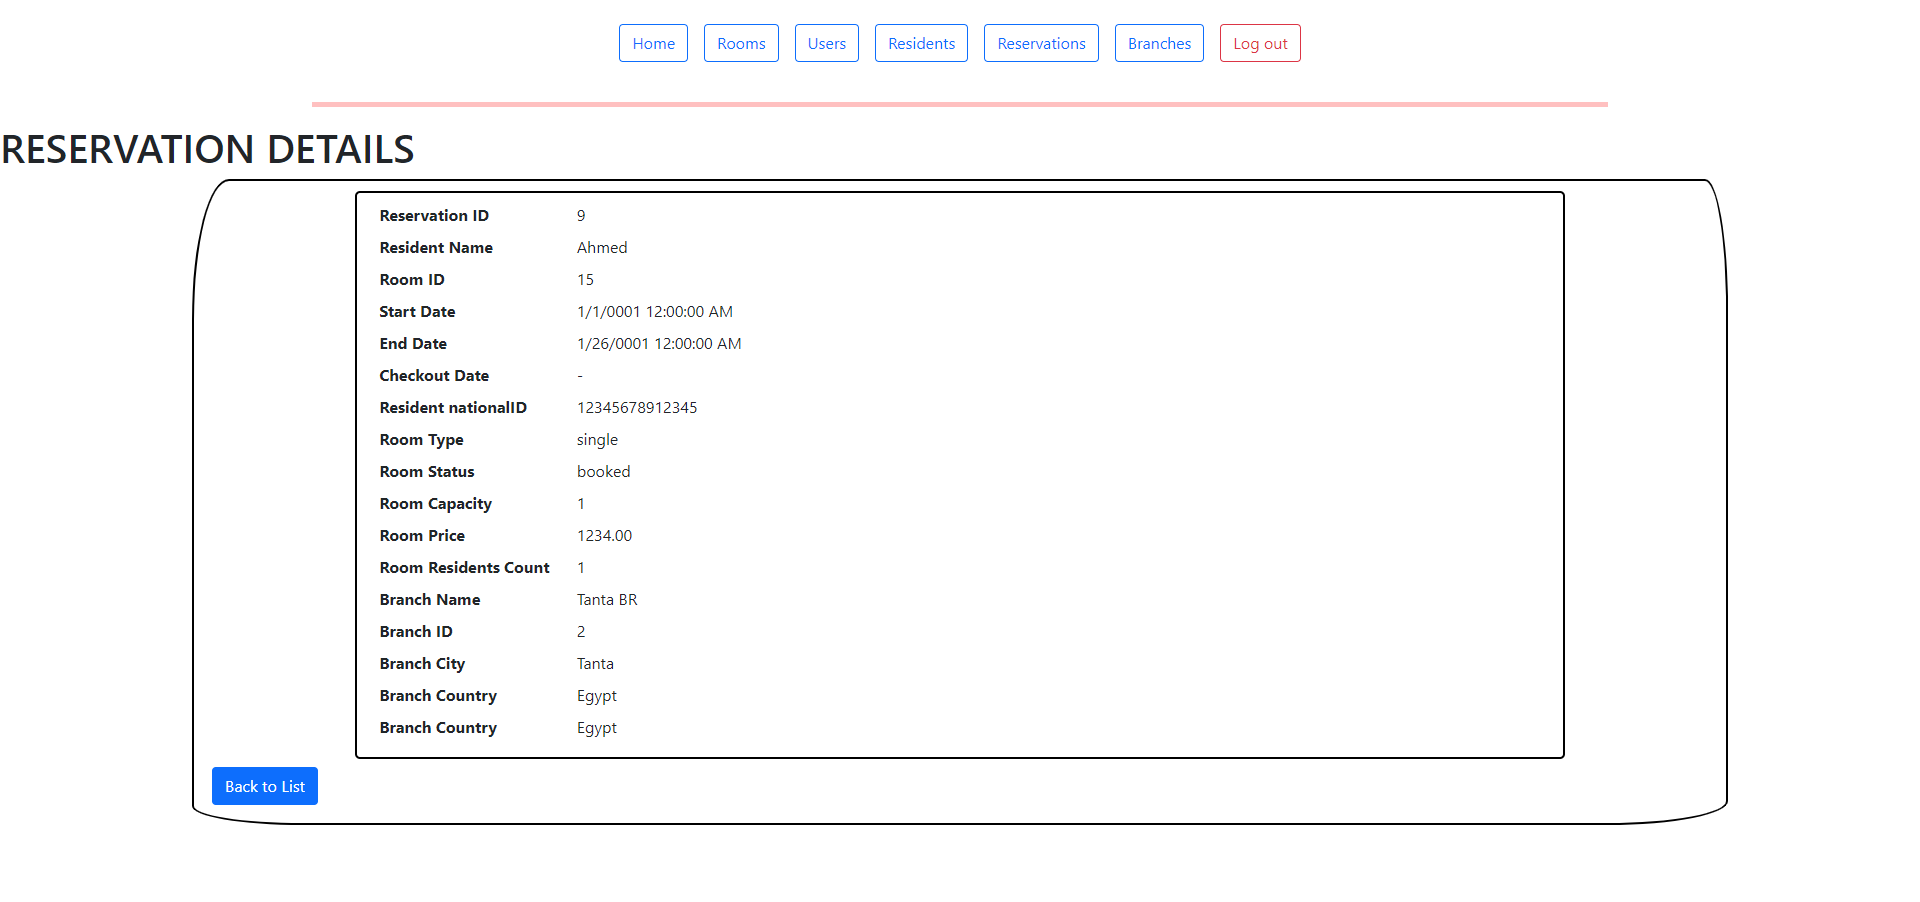 Home Rooms Users Residents Reservations Branches Log out
RESERVATION DETAILS
Reservation ID 9
Resident Name Ahmed
Room ID 15
Start Date 1/1/0001 12:00:00 AM
End Date 1/26/0001 12:00:00 AM
Checkout Date -
Resident nationalID 12345678912345
Room Type single
Room Status booked
Room Capacity 1
Room Price 1234.00
Room Residents Count 1
Branch Name Tanta BR
Branch ID 2
Branch City Tanta
Branch Country Egypt
Branch Country Egypt
Back to List